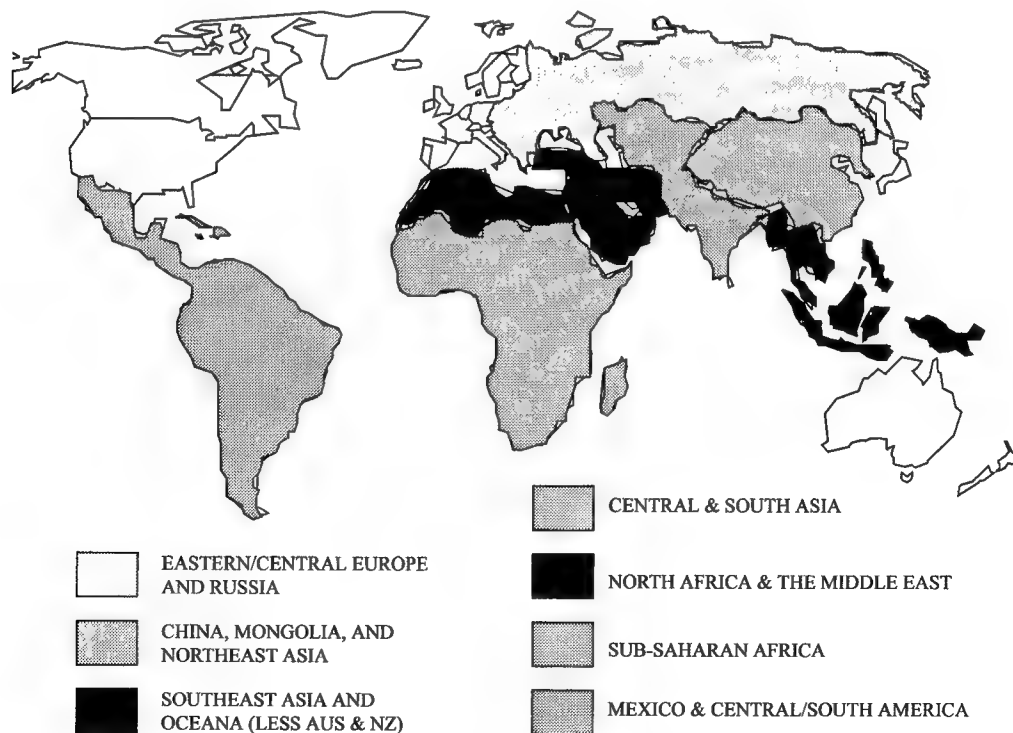 EASTERN/CENTRAL EUROPE
AND RUSSIA
CHINA, MONGOLIA, AND
NORTHEAST ASIA
SOUTHEAST ASIA AND
OCEANA (LESS AUS & NZ)
CENTRAL & SOUTH ASIA
NORTH AFRICA & THE MIDDLE EAST
SUB-SAHARAN AFRICA
MEXICO & CENTRAL/SOUTH AMERICA